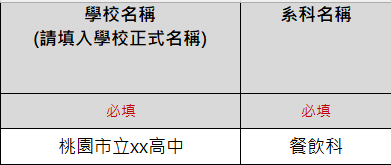 學校名稱
(請填入學校正式名稱)
系科名稱
必填
必填
桃園市立xx高中
餐飲科